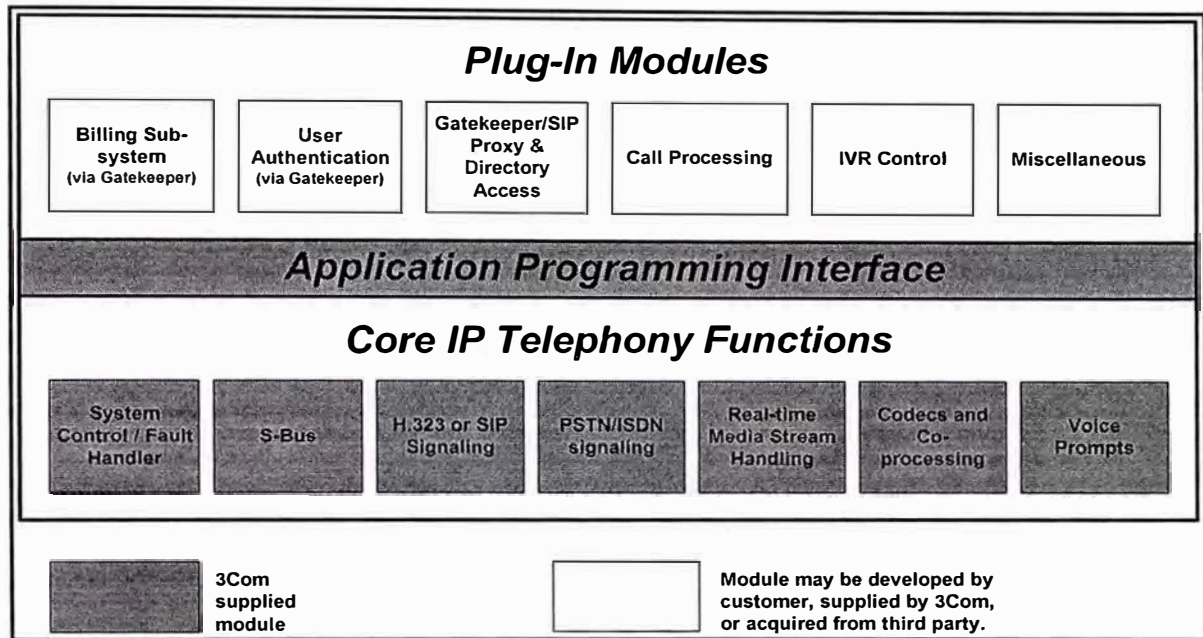 Plug-In Modules
Billing Sub-
system
(via Gatekeeper)
User
Authentication
(via Gatekeeper)
Gatekeeper/SIP
Proxy &
Directory
Access
Call Processing
IVR Control
Miscellaneous
Application Programming Interface
Core IP Telephony Functions
System
Control / Fault
Handler
S-Bus
H.323 or SIP
Signaling
PSTN/ISDN
signaling
Real-time
Media Stream
Handling
Codecs and
Co-
processing
Voice
Prompts
3Com
supplied
module
Module may be developed by
customer, supplied by 3Com,
or acquired from third party.